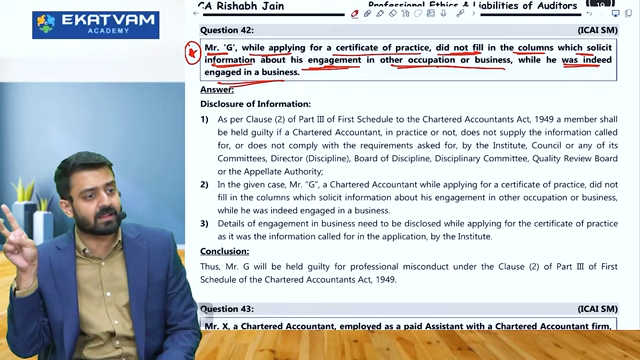 EKATVAM
ACADEMY
CA Rishabh Jain
Professional Ethics & Liabilities of Auditors
19
Question 42:
(ICAI SM)
Mr. 'G', while applying for a certificate of practice, did not fill in the columns which solicit
information about his engagement in other occupation or business, while he was indeed
engaged in a business.
Answer:
Disclosure of Information:
1) As per Clause (2) of Part III of First Schedule to the Chartered Accountants Act, 1949 a member shall
be held guilty if a Chartered Accountant, in practice or not, does not supply the information called
for, or does not comply with the requirements asked for, by the Institute, Council or any of its
Committees, Director (Discipline), Board of Discipline, Disciplinary Committee, Quality Review Board
or the Appellate Authority;
2) In the given case, Mr. "G", a Chartered Accountant while applying for a certificate of practice, did not
fill in the columns which solicit information about his engagement in other occupation or business,
while he was indeed engaged in a business.
3) Details of engagement in business need to be disclosed while applying for the certificate of practice
as it was the information called for in the application, by the Institute.
Conclusion:
Thus, Mr. G will be held guilty for professional misconduct under the Clause (2) of Part III of First
Schedule of the Chartered Accountants Act, 1949.
Question 43:
(ICAI SM)
Mr. X, a Chartered Accountant, employed as a paid Assistant with a Chartered Accountant firm,